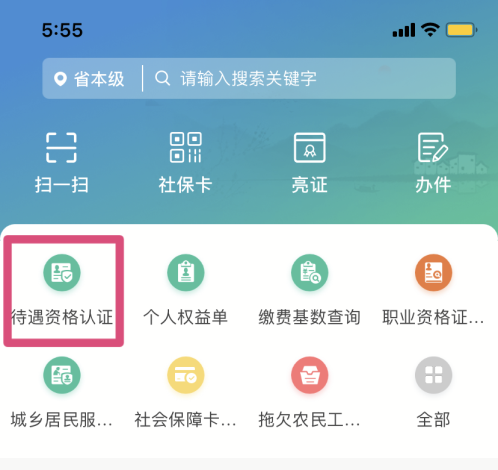 5:55
省本级 请输入搜索关键字
扫一扫 社保卡 亮证 办件
待遇资格认证 个人权益单 缴费基数查询 职业资格证...
城乡居民服... 社会保障卡... 拖欠农民工... 全部